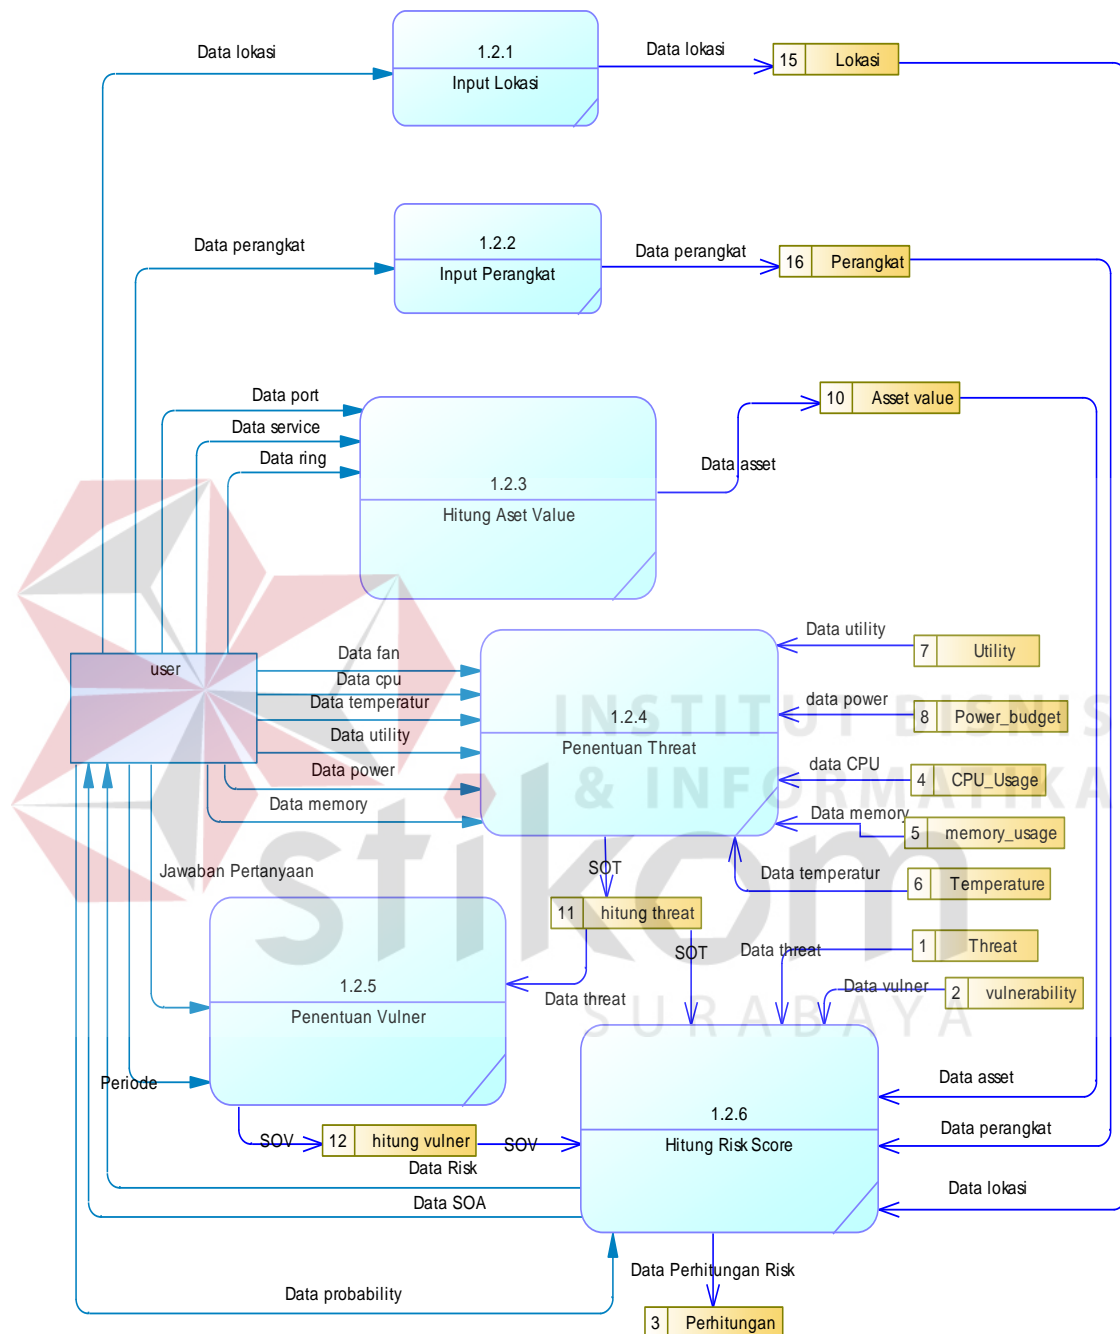 Data lokasi
1.2.1
Input Lokasi
Data lokasi
15 Lokasi
Data perangkat
1.2.2
Input Perangkat
Data perangkat
16 Perangkat
Data port
Data service
Data ring
1.2.3
Hitung Aset Value
Data asset
10 Asset value
user
Data fan
Data cpu
Data temperatur
Data utility
Data power
Data memory
1.2.4
Penentuan Threat
Data utility
7 Utility
data power
8 Power_budget
data CPU
4 CPU_Usage
Data memory
5 memory_usage
Data temperatur
6 Temperature
INSTITUT BISNIS
& INFORMATIKA
stikom
SURABAYA
Jawaban Pertanyaan
SOT
11 hitung threat
SOT
Data threat
1 Threat
Data vulner
2 vulnerability
1.2.5
Penentuan Vulner
Data threat
Periode
SOV
12 hitung vulner
SOV
1.2.6
Hitung Risk Score
Data asset
Data perangkat
Data lokasi
Data Risk
Data SOA
Data probability
Data Perhitungan Risk
3 Perhitungan